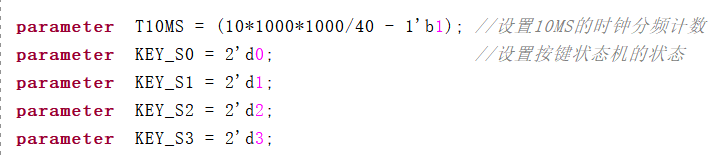 parameter T10MS = (10*1000*1000/40 - 1'b1); //设置10MS的时钟分频计数
parameter KEY_S0 = 2'd0; //设置按键状态机的状态
parameter KEY_S1 = 2'd1;
parameter KEY_S2 = 2'd2;
parameter KEY_S3 = 2'd3;